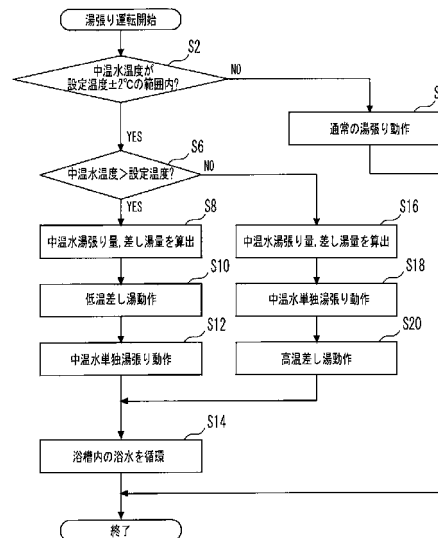 湯張り運転開始
S2
中温水温度が
設定温度±2℃の範囲内?
NO
S
通常の湯張り動作
YES
S6
中温水温度>設定温度?
NO
YES
S8
中温水湯張り量,差し湯量を算出
S16
中温水湯張り量,差し湯量を算出
S10
低温差し湯動作
S18
中温水単独湯張り動作
S12
中温水単独湯張り動作
S20
高温差し湯動作
S14
浴槽内の浴水を循環
終了